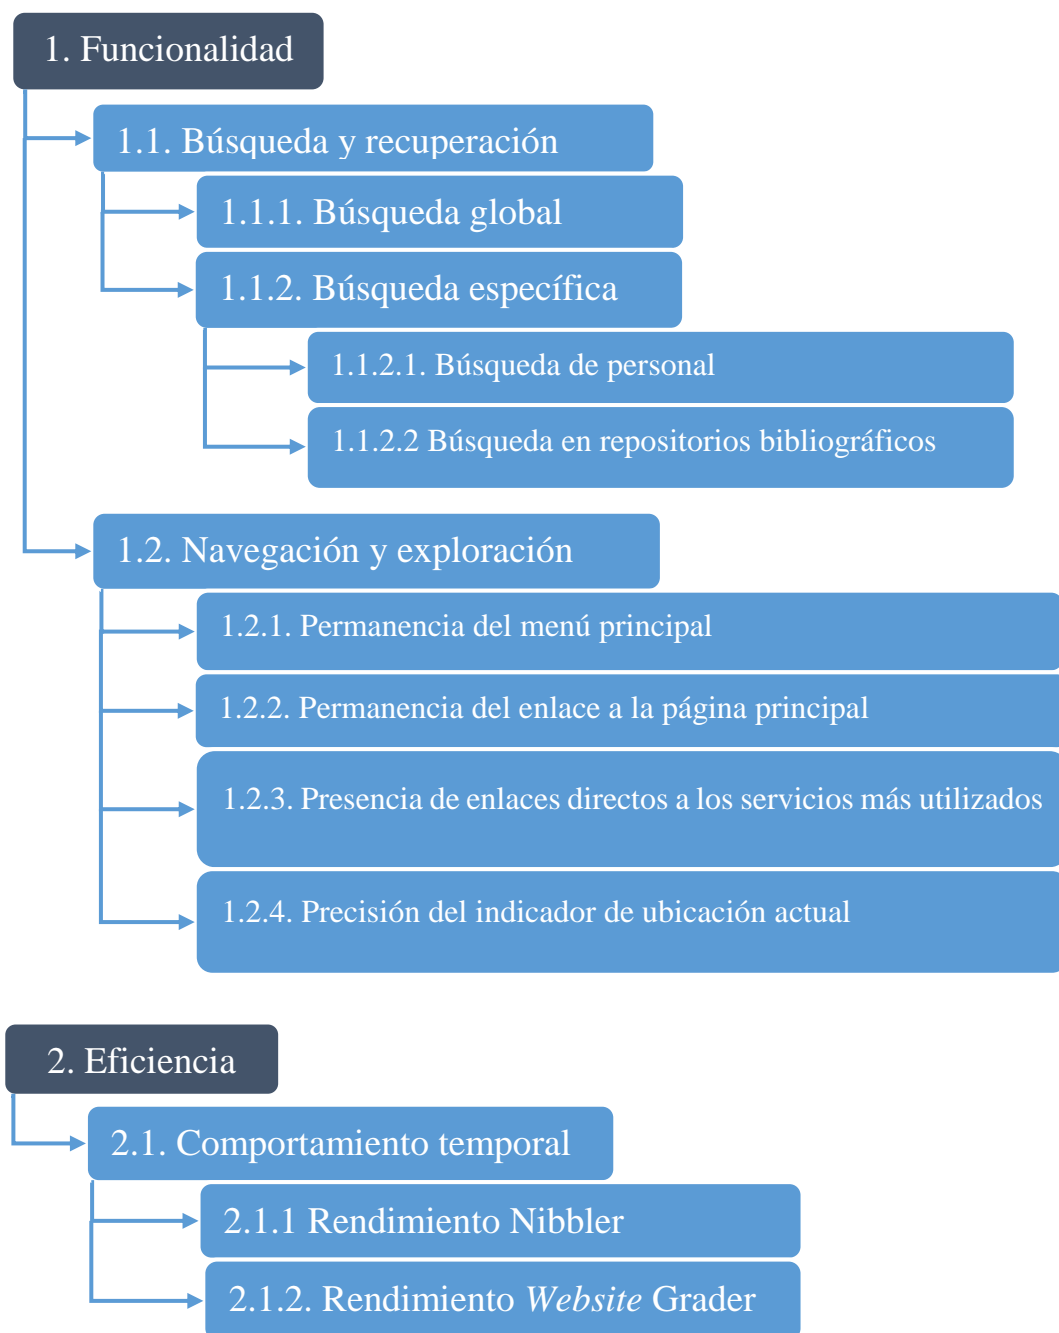 1. Funcionalidad
1.1. Búsqueda y recuperación
1.1.1. Búsqueda global
1.1.2. Búsqueda específica
1.1.2.1. Búsqueda de personal
1.1.2.2 Búsqueda en repositorios bibliográficos
1.2. Navegación y exploración
1.2.1. Permanencia del menú principal
1.2.2. Permanencia del enlace a la página principal
1.2.3. Presencia de enlaces directos a los servicios más utilizados
1.2.4. Precisión del indicador de ubicación actual
2. Eficiencia
2.1. Comportamiento temporal
2.1.1 Rendimiento Nibbler
2.1.2. Rendimiento Website Grader